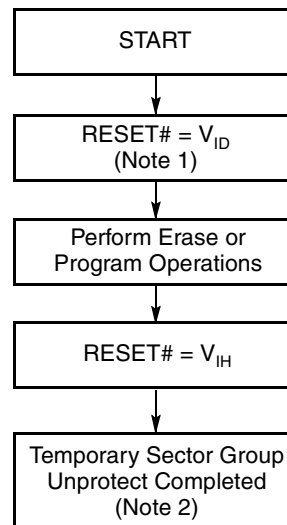 START
RESET# = VID
(Note 1)
Perform Erase or
Program Operations
RESET# = VIH
Temporary Sector Group
Unprotect Completed
(Note 2)